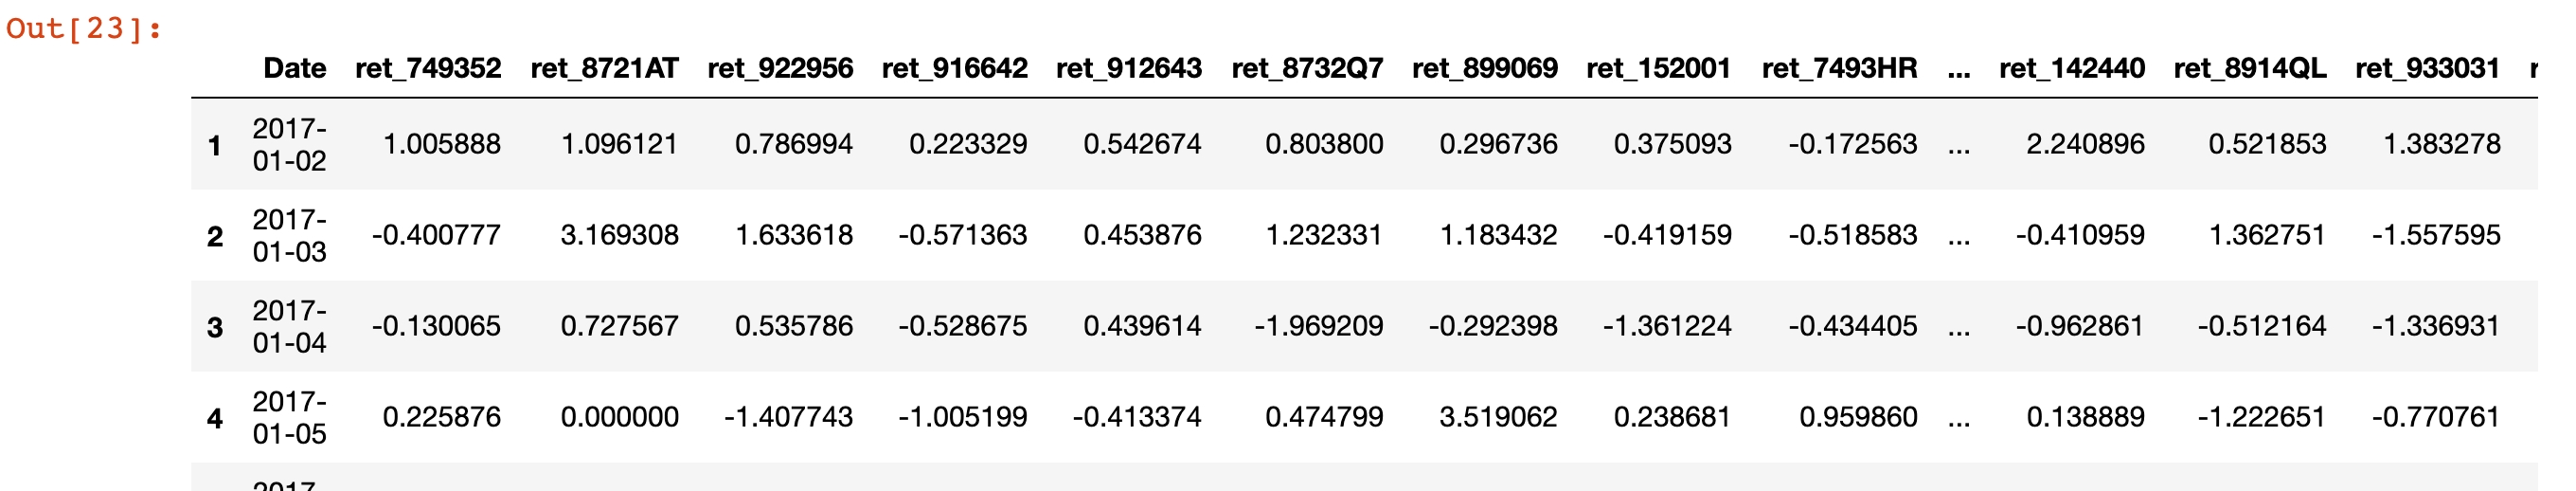 Out[23]:
Date ret_749352 ret_8721AT ret_922956 ret_916642 ret_912643 ret_8732Q7 ret_899069 ret_152001 ret_7493HR ... ret_142440 ret_8914QL ret_933031 r
1 2017-01-02 1.005888 1.096121 0.786994 0.223329 0.542674 0.803800 0.296736 0.375093 -0.172563 ... 2.240896 0.521853 1.383278
2 2017-01-03 -0.400777 3.169308 1.633618 -0.571363 0.453876 1.232331 1.183432 -0.419159 -0.518583 ... -0.410959 1.362751 -1.557595
3 2017-01-04 -0.130065 0.727567 0.535786 -0.528675 0.439614 -1.969209 -0.292398 -1.361224 -0.434405 ... -0.962861 -0.512164 -1.336931
4 2017-01-05 0.225876 0.000000 -1.407743 -1.005199 -0.413374 0.474799 3.519062 0.238681 0.959860 ... 0.138889 -1.222651 -0.770761